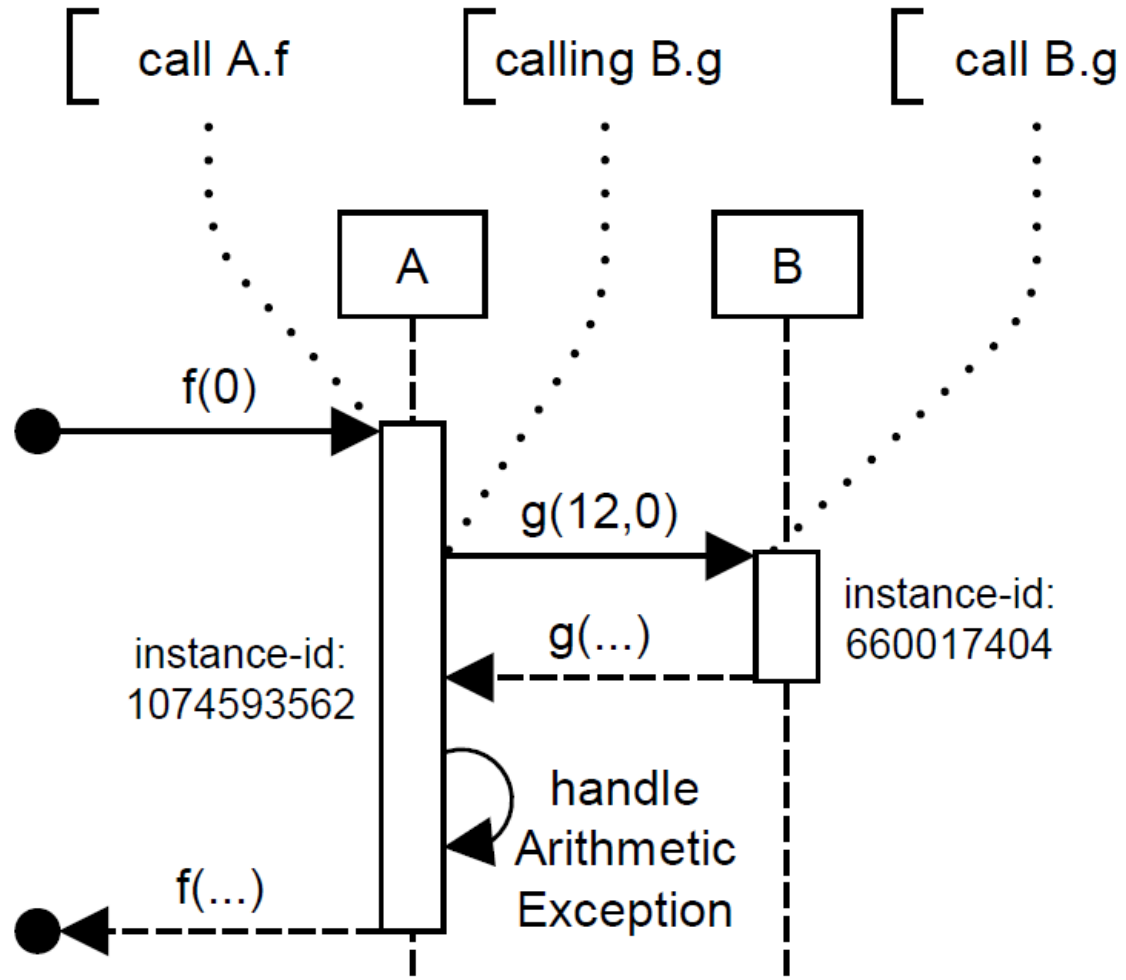 call A.f
calling B.g
call B.g
A
B
f(0)
g(12,0)
instance-id:
660017404
g(...)
instance-id:
1074593562
handle
Arithmetic
Exception
f(...)